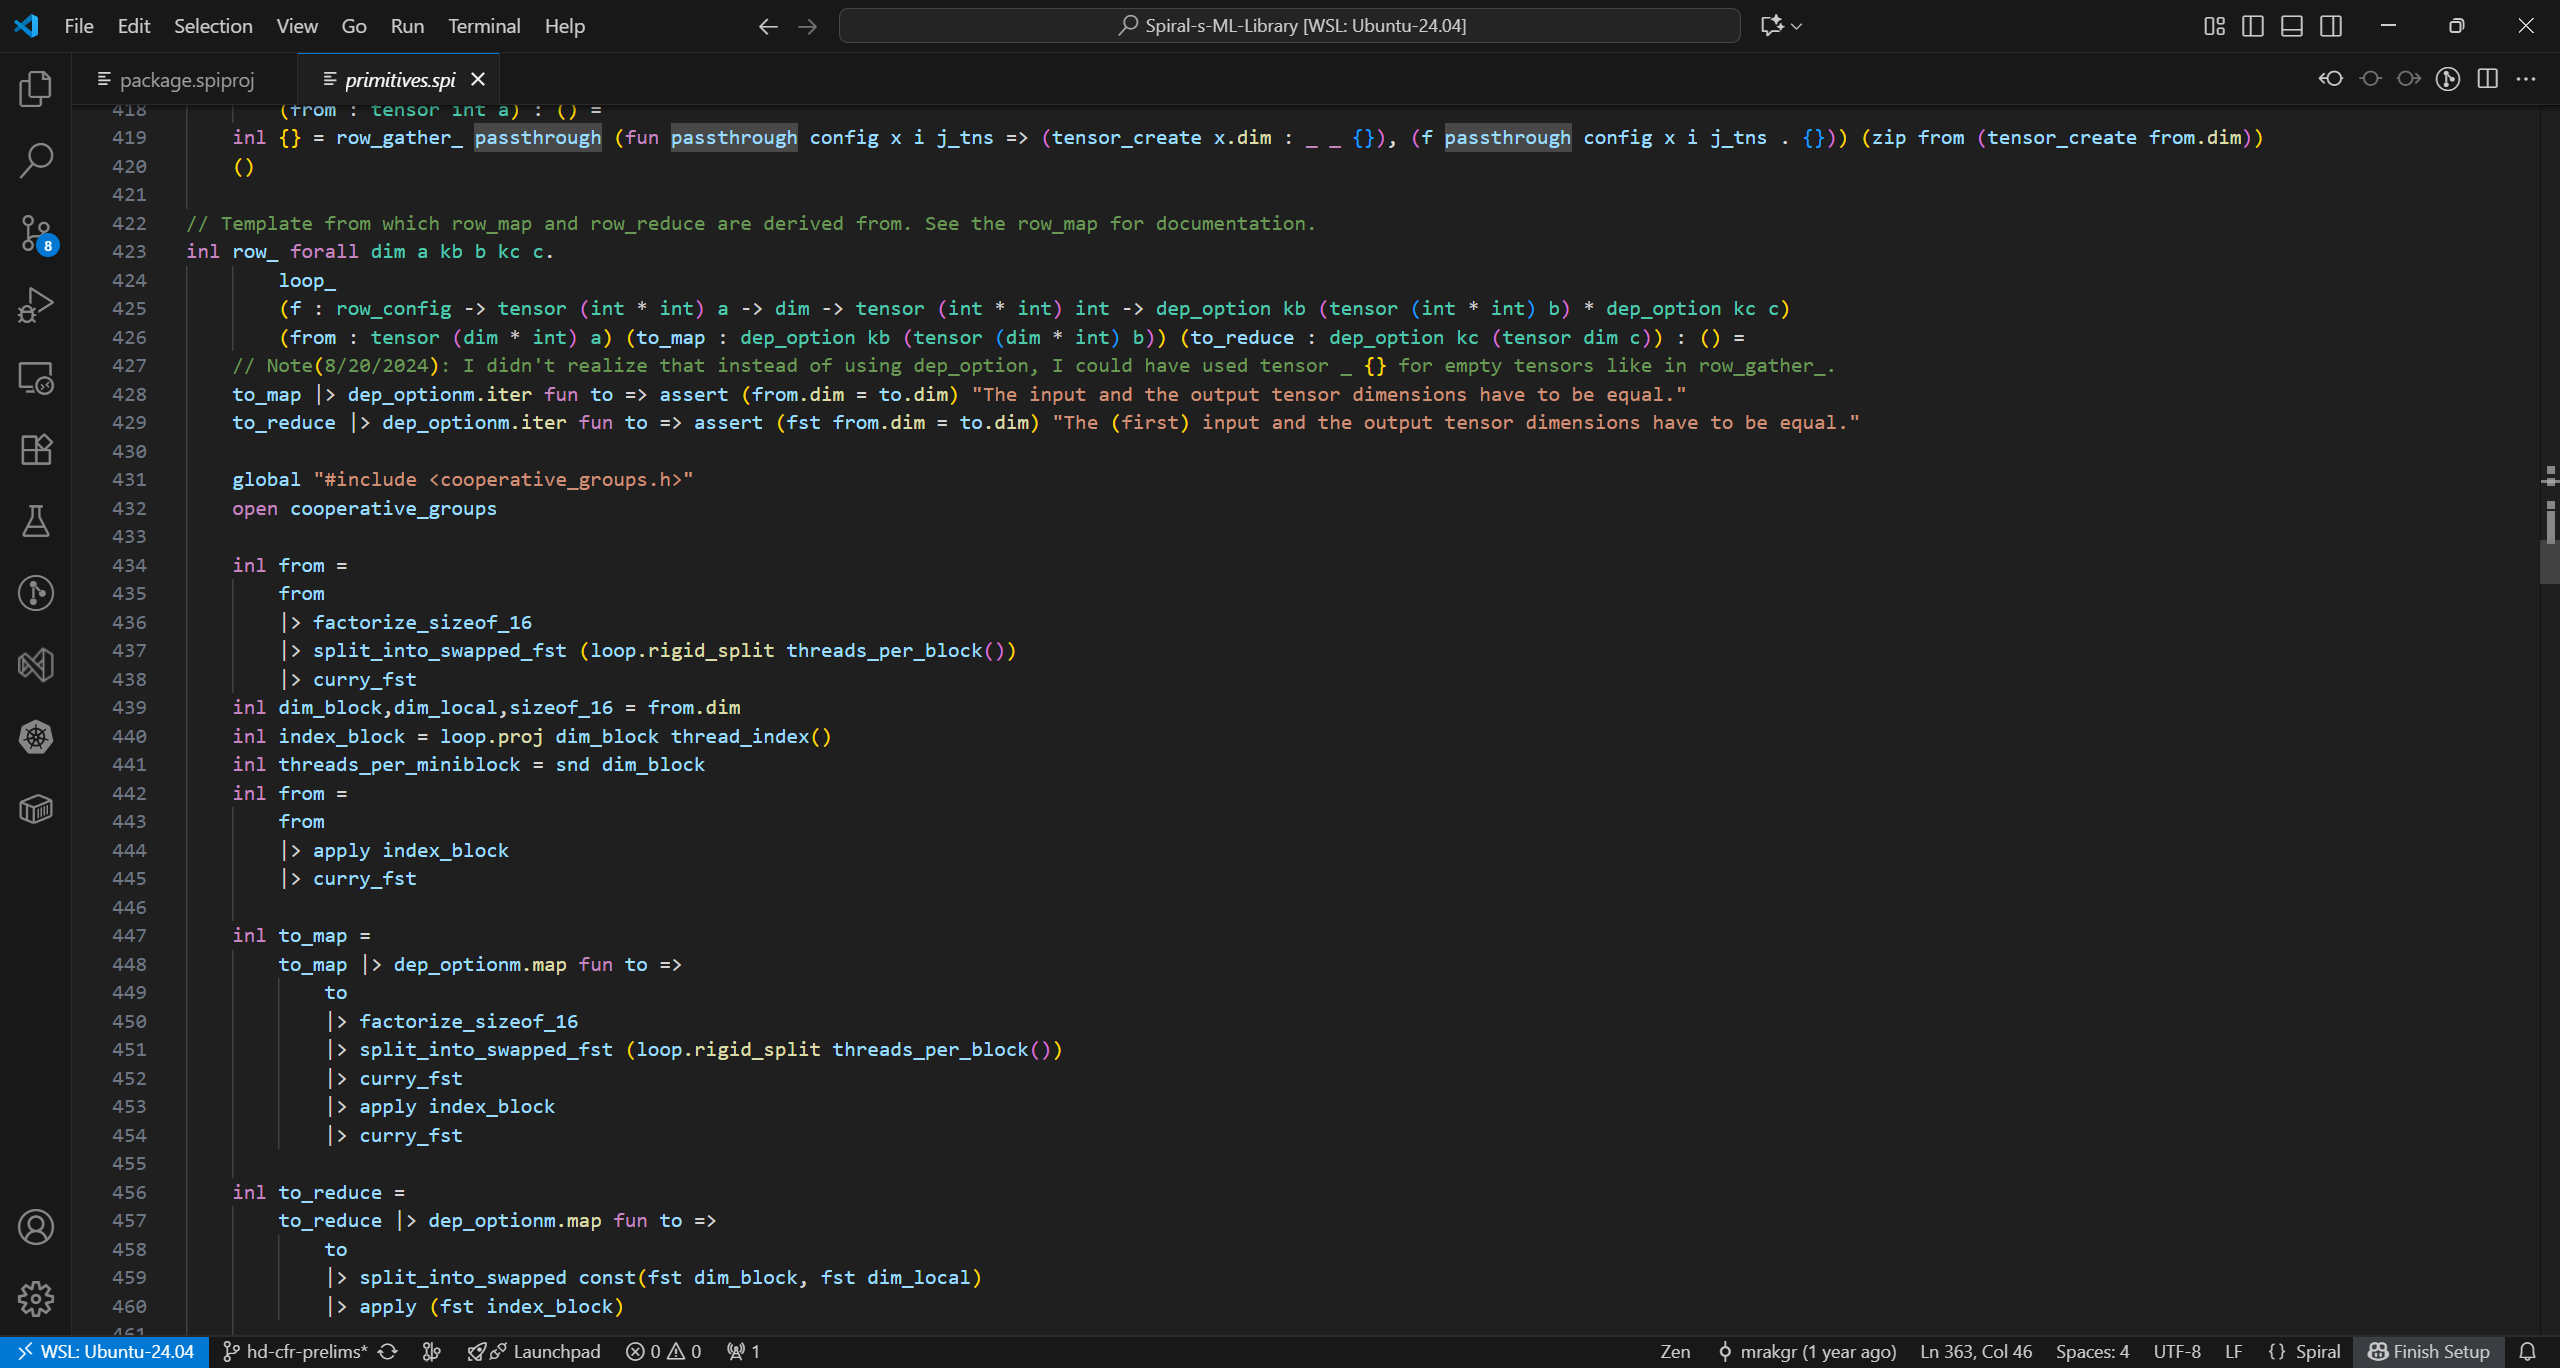 File Edit Selection View Go Run Terminal Help
Spiral-s-ML-Library [WSL: Ubuntu-24.04]
package.spiproj
primitives.spi
8
418         (from : tensor int a) : () =
419     inl {} = row_gather_ passthrough (fun passthrough config x i j_tns => (tensor_create x.dim : _ _ {}), (f passthrough config x i j_tns . {})) (zip from (tensor_create from.dim))
420     ()
421
422 // Template from which row_map and row_reduce are derived from. See the row_map for documentation.
423 inl row_ forall dim a kb b kc c.
424         loop_
425         (f : row_config -> tensor (int * int) a -> dim -> tensor (int * int) int -> dep_option kb (tensor (int * int) b) * dep_option kc c)
426         (from : tensor (dim * int) a) (to_map : dep_option kb (tensor (dim * int) b)) (to_reduce : dep_option kc (tensor dim c)) : () =
427     // Note(8/20/2024): I didn't realize that instead of using dep_option, I could have used tensor _ {} for empty tensors like in row_gather_.
428     to_map |> dep_optionm.iter fun to => assert (from.dim = to.dim) "The input and the output tensor dimensions have to be equal."
429     to_reduce |> dep_optionm.iter fun to => assert (fst from.dim = to.dim) "The (first) input and the output tensor dimensions have to be equal."
430
431     global "#include <cooperative_groups.h>"
432     open cooperative_groups
433
434     inl from =
435         from
436         |> factorize_sizeof_16
437         |> split_into_swapped_fst (loop.rigid_split threads_per_block())
438         |> curry_fst
439     inl dim_block,dim_local,sizeof_16 = from.dim
440     inl index_block = loop.proj dim_block thread_index()
441     inl threads_per_miniblock = snd dim_block
442     inl from =
443         from
444         |> apply index_block
445         |> curry_fst
446
447     inl to_map =
448         to_map |> dep_optionm.map fun to =>
449             to
450             |> factorize_sizeof_16
451             |> split_into_swapped_fst (loop.rigid_split threads_per_block())
452             |> curry_fst
453             |> apply index_block
454             |> curry_fst
455
456     inl to_reduce =
457         to_reduce |> dep_optionm.map fun to =>
458             to
459             |> split_into_swapped const(fst dim_block, fst dim_local)
460             |> apply (fst index_block)
461
WSL: Ubuntu-24.04 hd-cfr-prelims* Launchpad 0 0 1 Zen mrakgr (1 year ago) Ln 363, Col 46 Spaces: 4 UTF-8 LF {} Spiral Finish Setup